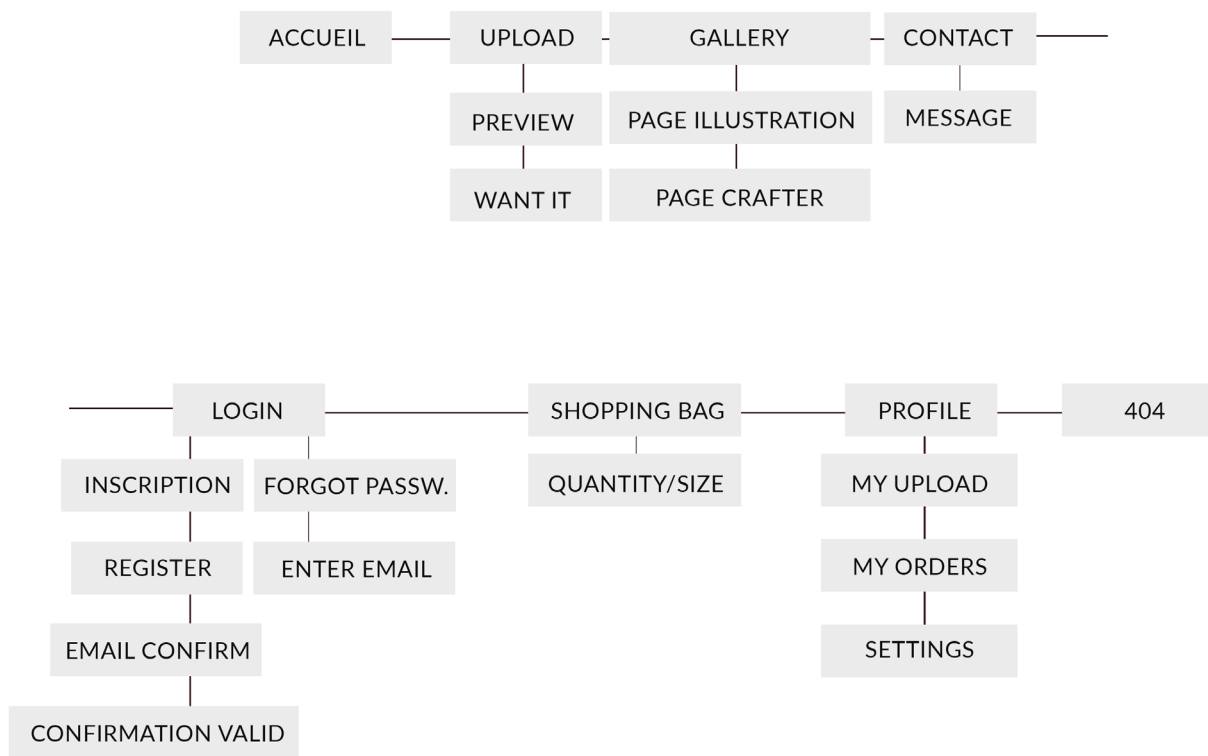 ACCUEIL
UPLOAD
GALLERY
CONTACT
PREVIEW
PAGE ILLUSTRATION
MESSAGE
WANT IT
PAGE CRAFTER
LOGIN
SHOPPING BAG
PROFILE
404
INSCRIPTION
FORGOT PASSW.
QUANTITY/SIZE
MY UPLOAD
REGISTER
ENTER EMAIL
MY ORDERS
EMAIL CONFIRM
SETTINGS
CONFIRMATION VALID